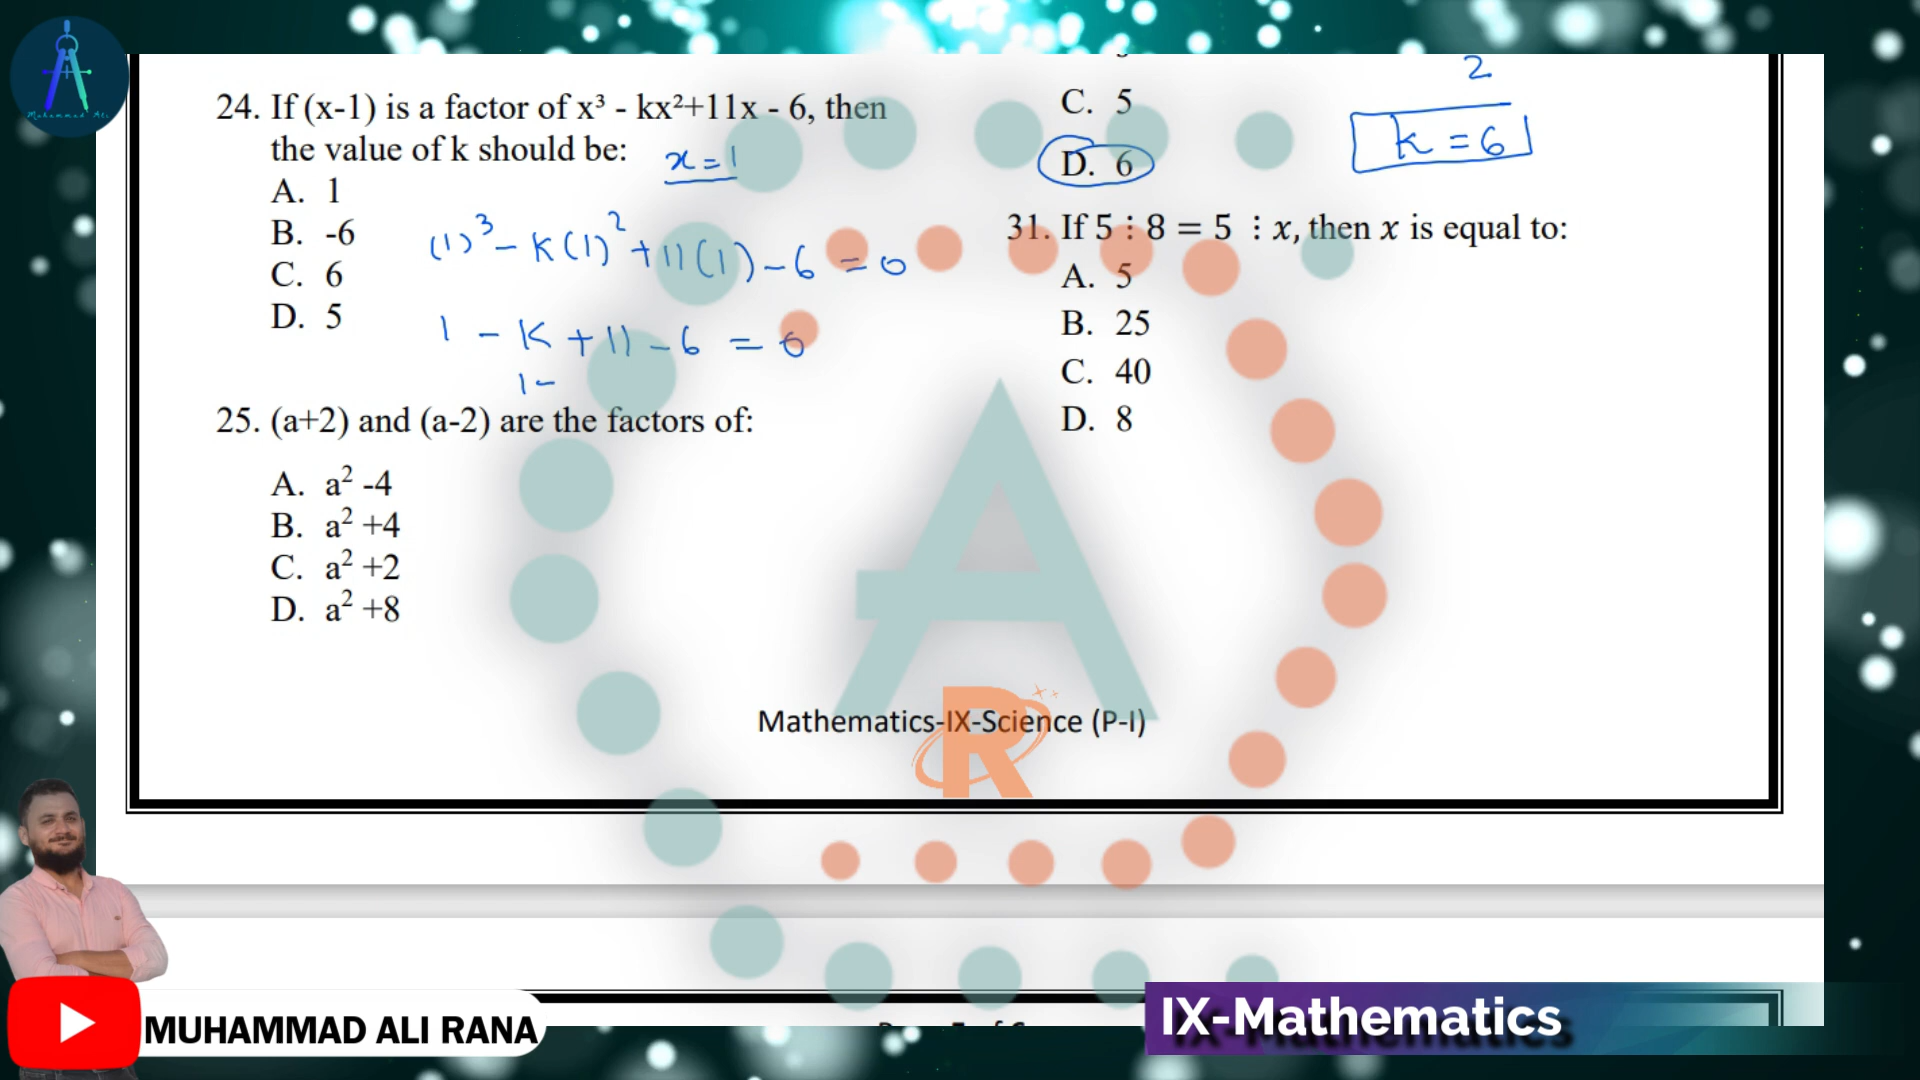 24. If (x-1) is a factor of x³ - kx²+11x - 6, then
the value of k should be:
x = 1
A. 1
B. -6
C. 6
D. 5
(1)³ - K(1)² + 11(1) - 6 = 0
1 - K + 11 - 6 = 0
1 -
25. (a+2) and (a-2) are the factors of:
A. a² -4
B. a² +4
C. a² +2
D. a² +8
2
C. 5
D. 6
k = 6
31. If 5 ⋮ 8 = 5 ⋮ x, then x is equal to:
A. 5
B. 25
C. 40
D. 8
Mathematics-IX-Science (P-I)
A
R
Muhammad Ali
MUHAMMAD ALI RANA
IX-Mathematics